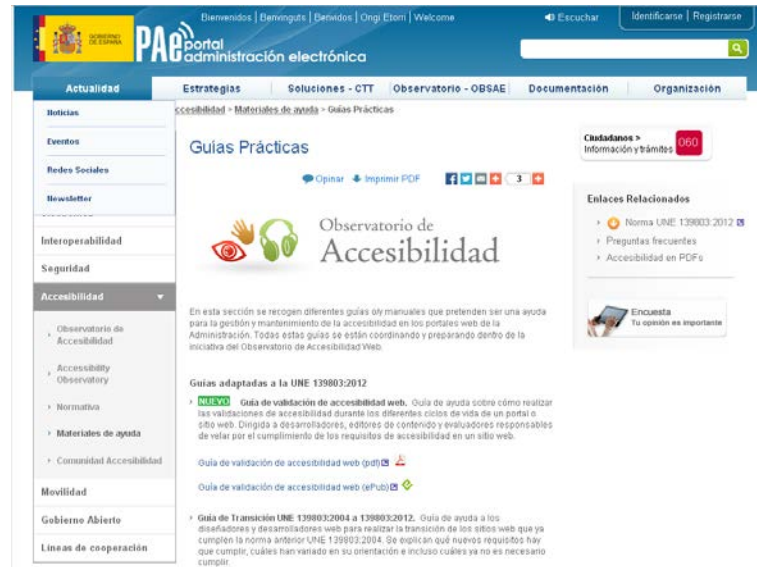 Bienvenidos | Benvinguts | Benvidos | Ongi Etorri | Welcome
Escuchar
Identificarse | Registrarse
GOBIERNO DE ESPAÑA
PAe portal administración electrónica
Actualidad
Estrategias
Soluciones - CTT
Observatorio - OBSAE
Documentación
Organización
Noticias
Eventos
Redes Sociales
Newsletter
Interoperabilidad
Seguridad
Accesibilidad
Observatorio de
Accesibilidad
Accessibility
Observatory
Normativa
Materiales de ayuda
Comunidad Accesibilidad
Movilidad
Gobierno Abierto
Líneas de cooperación
ccesibilidad > Materiales de ayuda > Guías Prácticas
Guías Prácticas
Opinar
Imprimir PDF
3
Observatorio de
Accesibilidad
En esta sección se recogen diferentes guías o/y manuales que pretenden ser una ayuda
para la gestión y mantenimiento de la accesibilidad en los portales web de la
Administración. Todas estas guías se están coordinando y preparando dentro de la
iniciativa del Observatorio de Accesibilidad Web.
Guías adaptadas a la UNE 139803:2012
NUEVO Guía de validación de accesibilidad web. Guía de ayuda sobre cómo realizar
las validaciones de accesibilidad durante los diferentes ciclos de vida de un portal o
sitio web. Dirigida a desarrolladores, editores de contenido y evaluadores responsables
de velar por el cumplimiento de los requisitos de accesibilidad en un sitio web.
Guía de validación de accesibilidad web (pdf)
Guía de validación de accesibilidad web (ePub)
Guía de Transición UNE 139803:2004 a 139803:2012. Guía de ayuda a los
diseñadores y desarrolladores web para realizar la transición de los sitios web que ya
cumplen la norma anterior UNE 139803:2004. Se explican qué nuevos requisitos hay
que cumplir, cuáles han variado en su orientación e incluso cuáles ya no es necesario
cumplir.
Ciudadanos >
Información y trámites
060
Enlaces Relacionados
Norma UNE 139803:2012
Preguntas frecuentes
Accesibilidad en PDFs
Encuesta
Tu opinión es importante